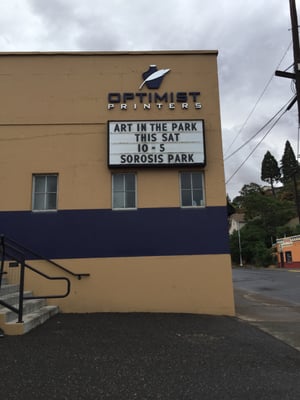 OPTIMIST
PRINTERS
ART IN THE PARK
THIS SAT
10 - 5
SOROSIS PARK